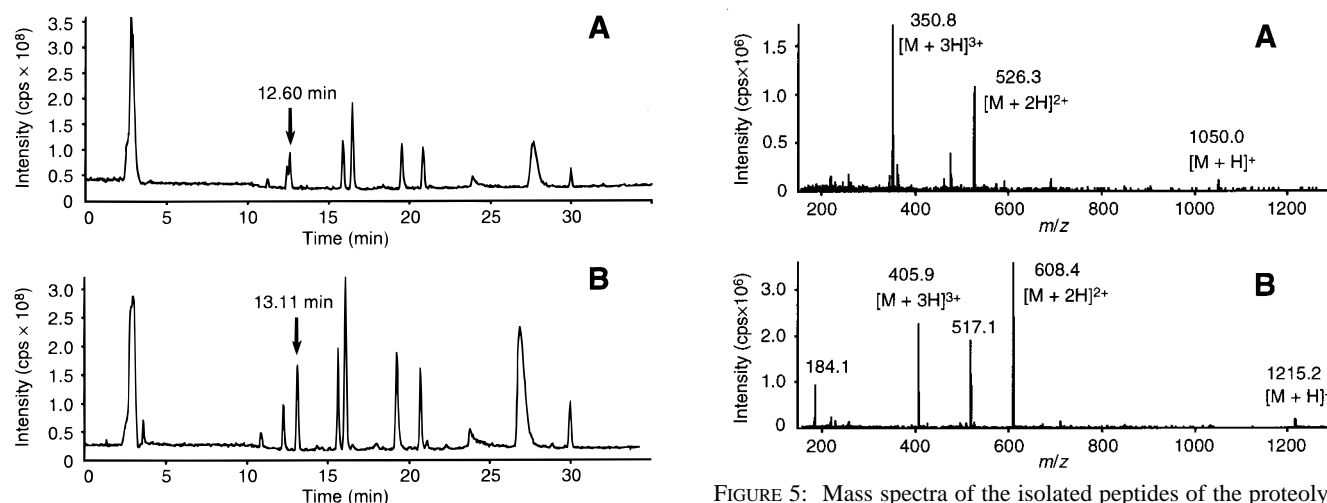 A
Intensity (cps × 10⁸)
3.5
3.0
2.5
2.0
1.5
1.0
0.5
0
12.60 min
0 5 10 15 20 25 30
Time (min)
B
Intensity (cps × 10⁸)
3.0
2.5
2.0
1.5
1.0
0.5
0
13.11 min
0 5 10 15 20 25 30
Time (min)
A
Intensity (cps×10⁶)
1.5
1.0
0.5
0
350.8
[M + 3H]³⁺
526.3
[M + 2H]²⁺
1050.0
[M + H]⁺
200 400 600 800 1000 1200
m/z
B
Intensity (cps×10⁶)
3.0
2.0
1.0
0
184.1
405.9
[M + 3H]³⁺
517.1
608.4
[M + 2H]²⁺
1215.2
[M + H]
200 400 600 800 1000 1200
m/z
FIGURE 5: Mass spectra of the isolated peptides of the proteoly